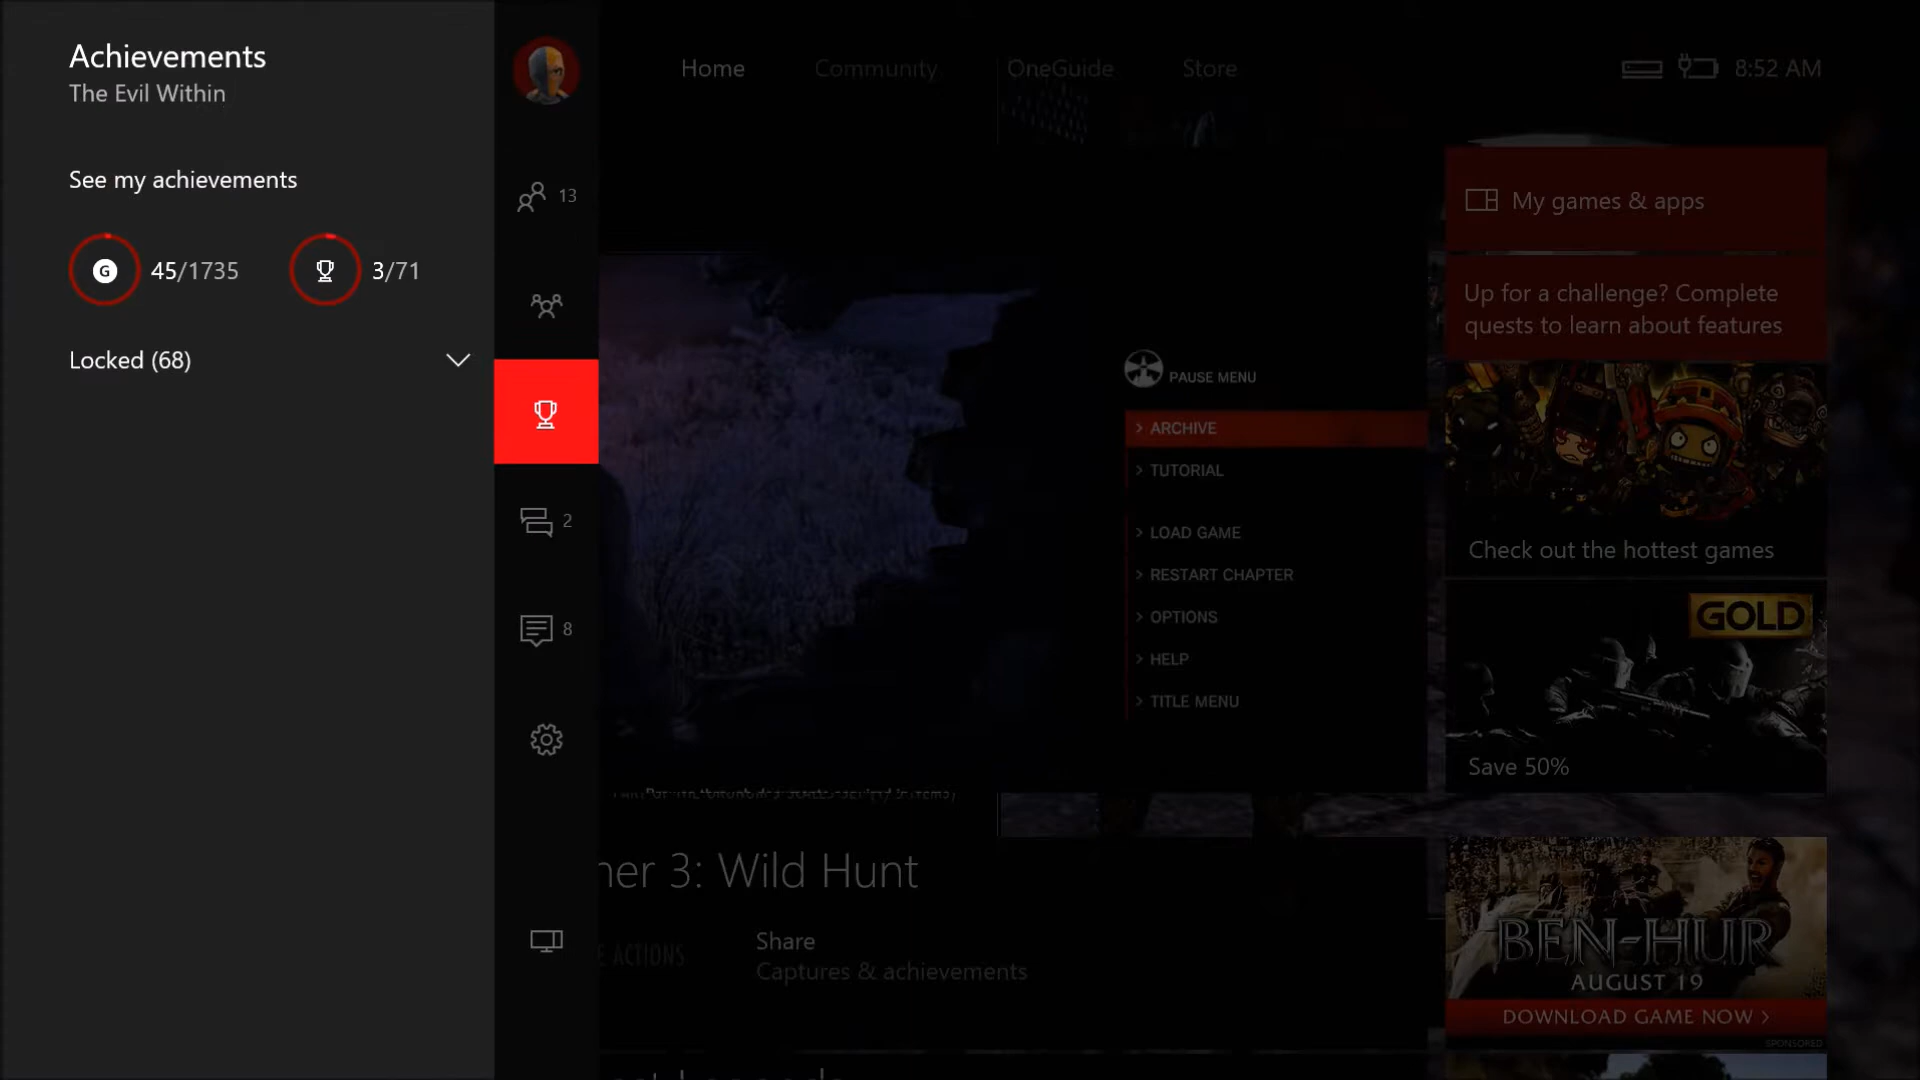 Achievements
The Evil Within
See my achievements
G
45/1735
3/71
Locked (68)
13
2
8
Home
Community
OneGuide
Store
8:52 AM
PAUSE MENU
> ARCHIVE
> TUTORIAL
> LOAD GAME
> RESTART CHAPTER
> OPTIONS
> HELP
> TITLE MENU
ner 3: Wild Hunt
E ACTIONS
Share
Captures & achievements
My games & apps
Up for a challenge? Complete
quests to learn about features
Check out the hottest games
GOLD
Save 50%
BEN-HUR
AUGUST 19
DOWNLOAD GAME NOW >
SPONSORED